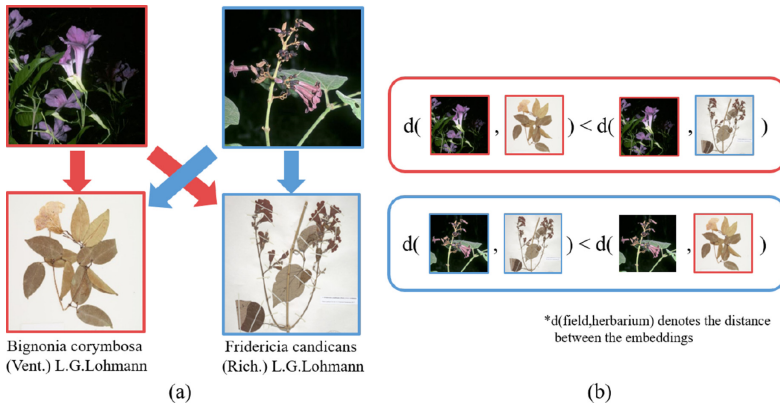 d( , ) < d( , )
d( , ) < d( , )
*d(field,herbarium) denotes the distance
between the embeddings
Bignonia corymbosa
(Vent.) L.G.Lohmann
Fridericia candicans
(Rich.) L.G.Lohmann
(a)
(b)